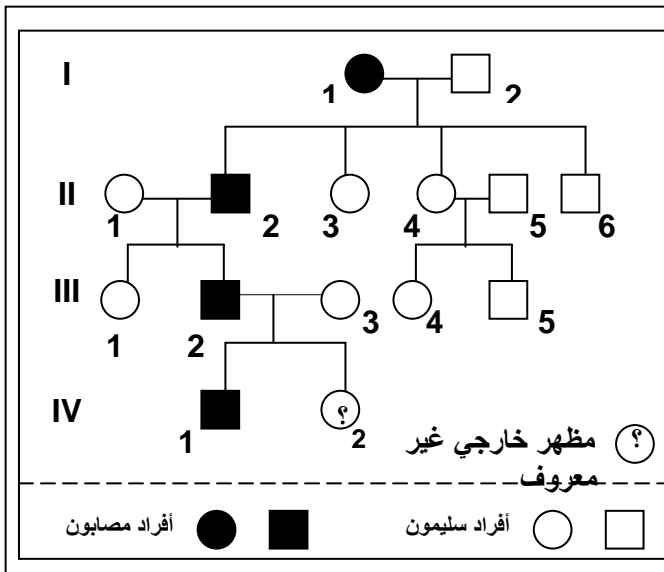 I
1 2
II
1 2 3 4 5 6
III
1 2 3 4 5
IV
؟
1 2
؟ مظهر خارجي غير
معروف
أفراد سليمون
أفراد مصابون